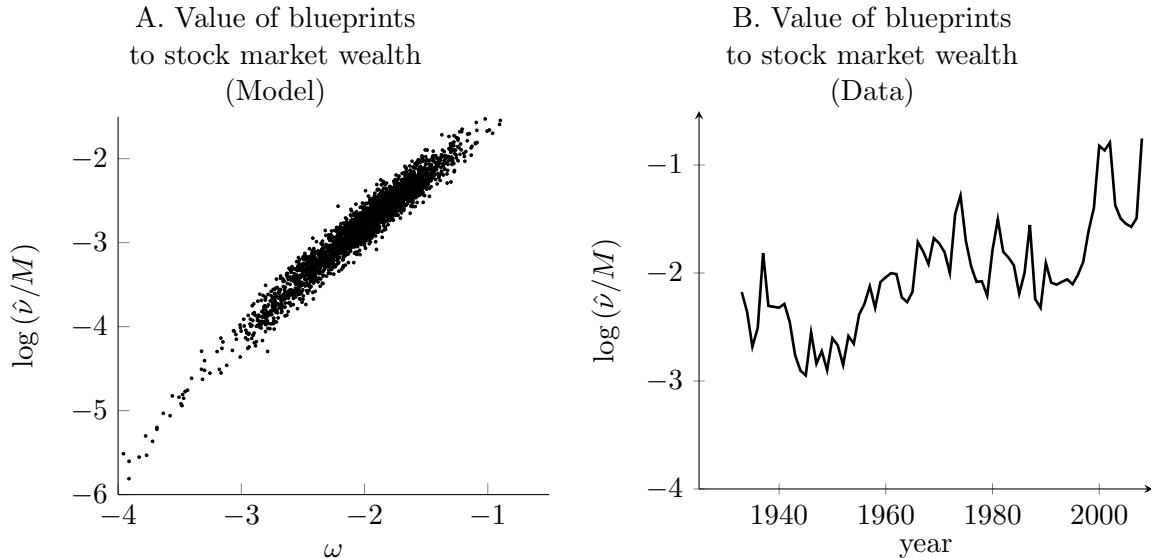 A. Value of blueprints
to stock market wealth
(Model)
−2
−3
−4
−5
−6
−4 −3 −2 −1
ω
log (ν̂/M)
B. Value of blueprints
to stock market wealth
(Data)
−1
−2
−3
−4
1940 1960 1980 2000
year
log (ν̂/M)